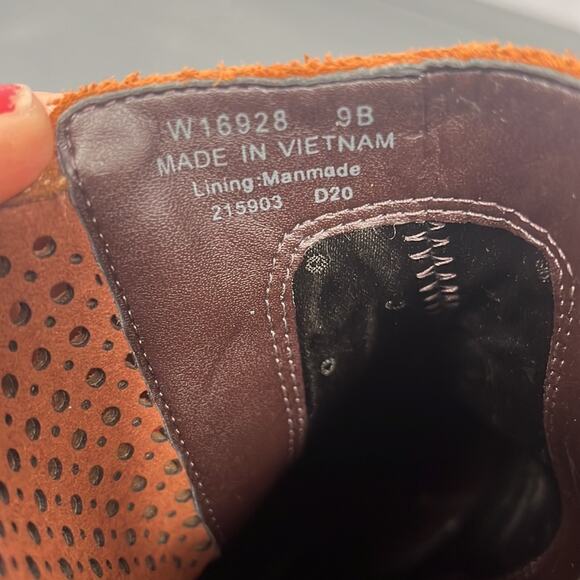 W16928 9B
MADE IN VIETNAM
Lining:Manmade
215903 D20